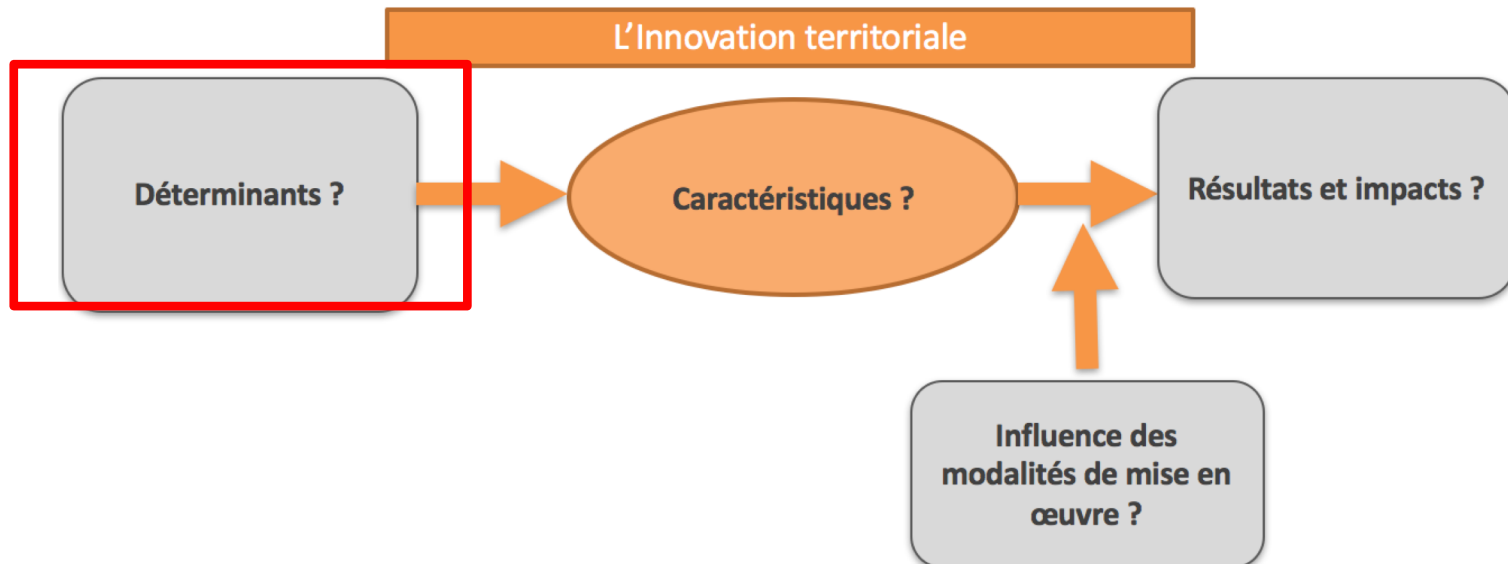 L'Innovation territoriale
Déterminants ?
Caractéristiques ?
Résultats et impacts ?
Influence des
modalités de mise en
œuvre ?